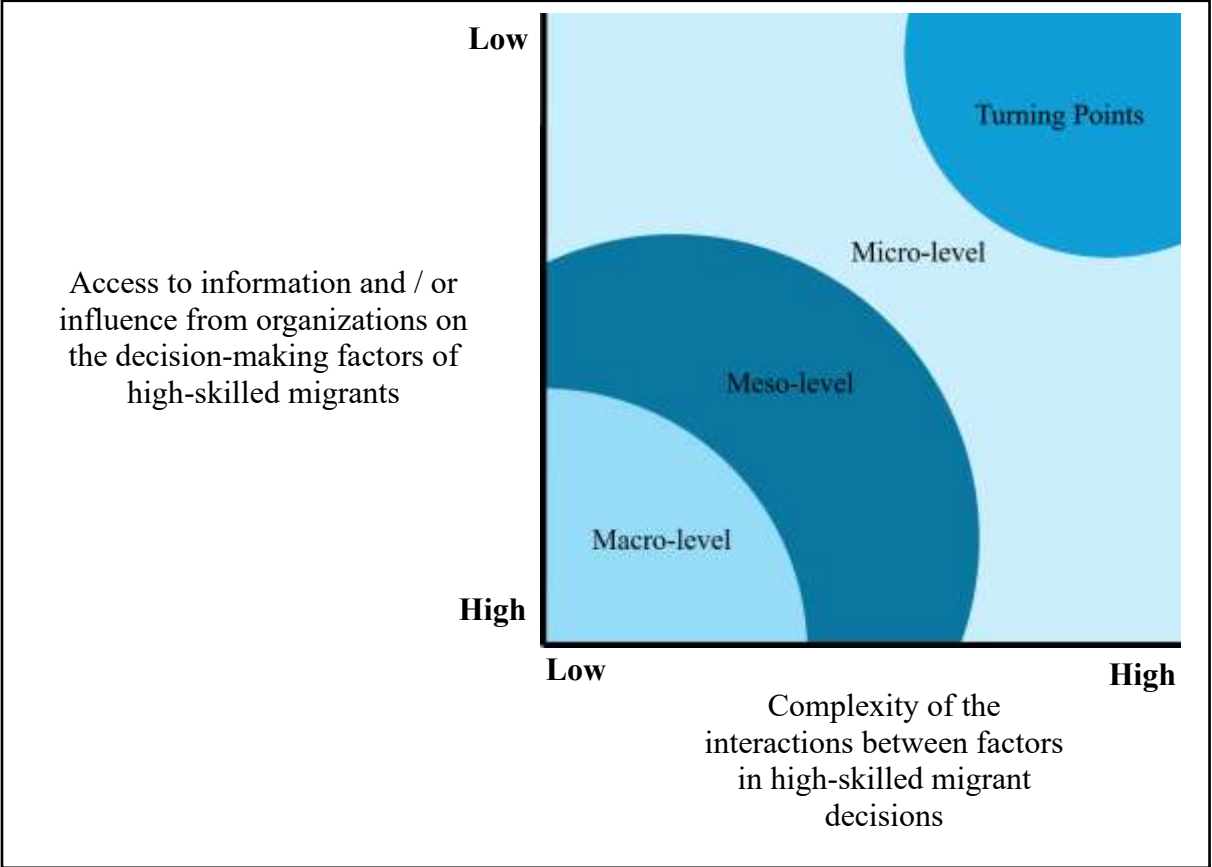 Low
Turning Points
Micro-level
Access to information and / or
influence from organizations on
the decision-making factors of
high-skilled migrants
Meso-level
Macro-level
High
Low
High
Complexity of the
interactions between factors
in high-skilled migrant
decisions